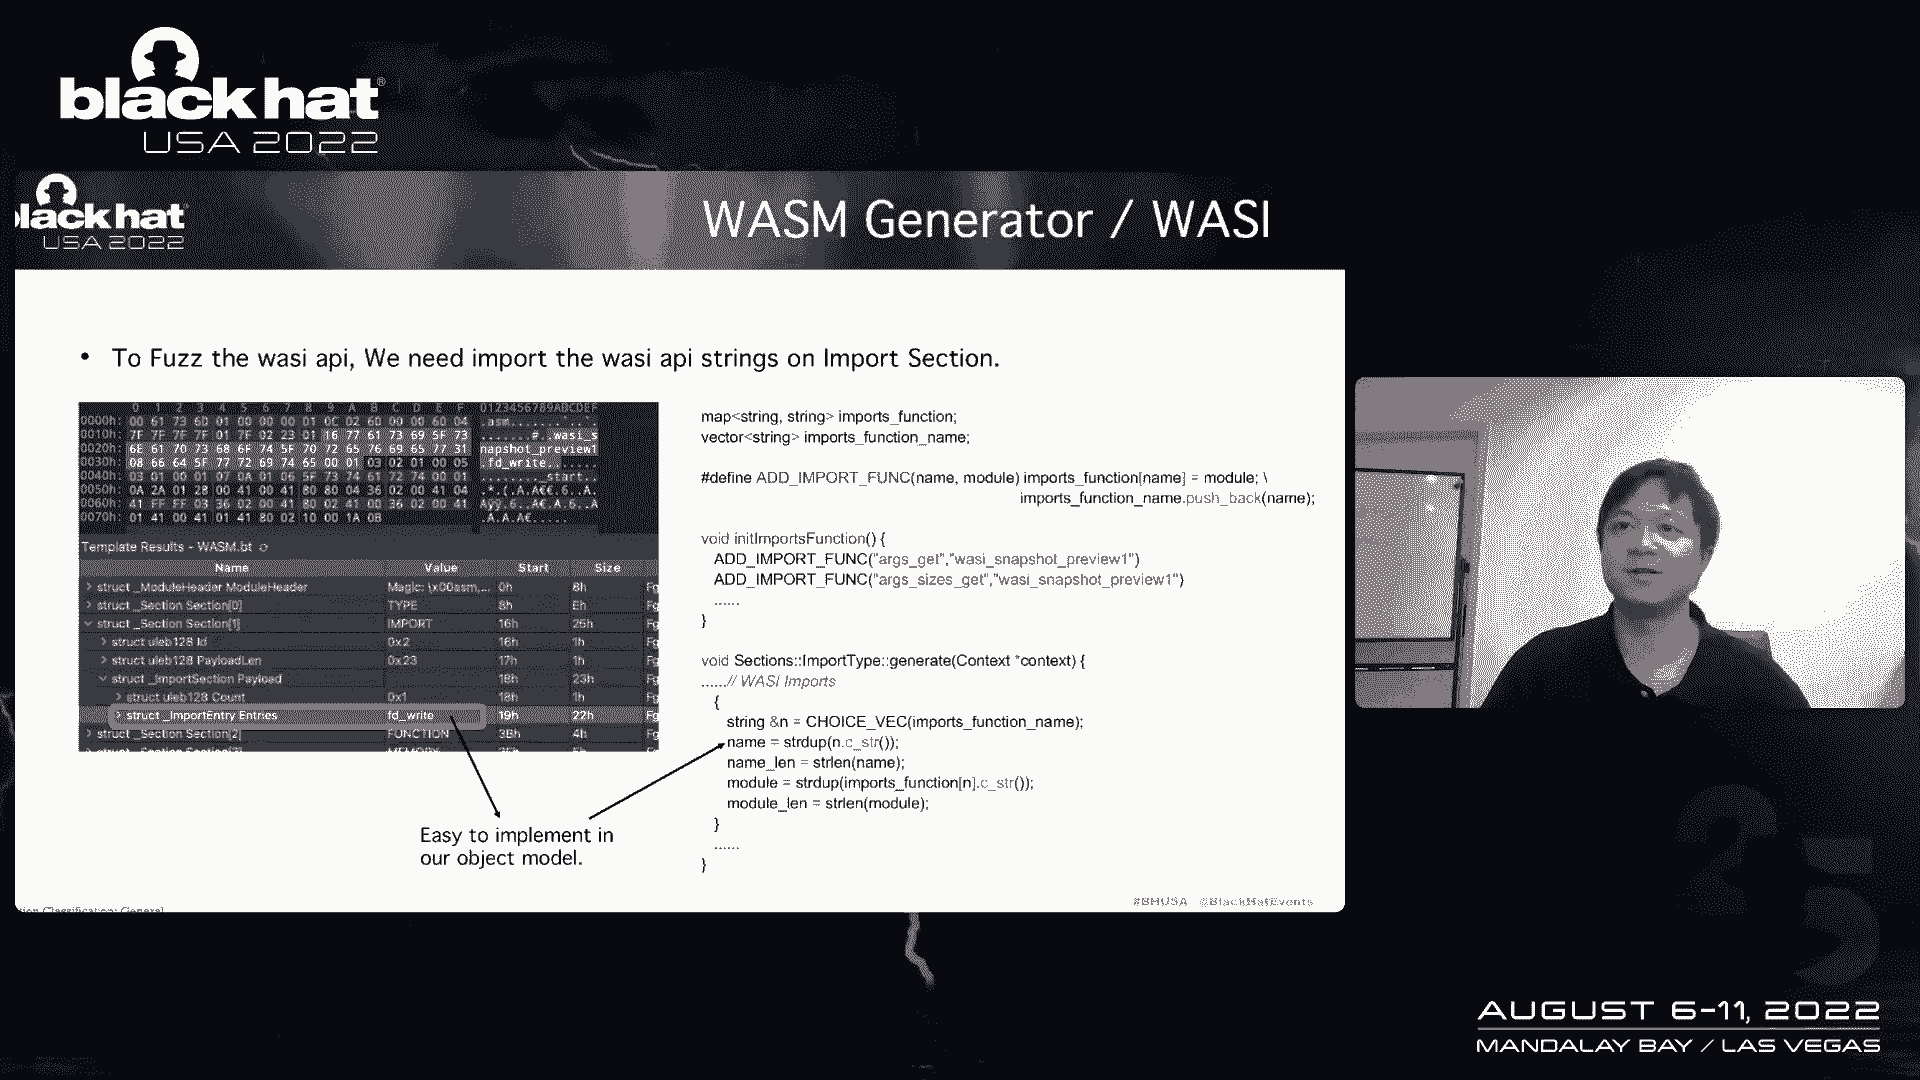 black hat®
USA 2022
black hat
USA 2022
WASM Generator / WASI
• To Fuzz the wasi api, We need import the wasi api strings on Import Section.
0 1 2 3 4 5 6 7 8 9 A B C D E F 0123456789ABCDEF
0000h: 00 61 73 6D 01 00 00 00 01 0C 02 60 00 00 60 04 .asm.......`..`.
0010h: 7F 7F 7F 7F 01 7F 02 23 01 16 77 61 73 69 5F 73 .......#..wasi_s
0020h: 6E 61 70 73 68 6F 74 5F 70 72 65 76 69 65 77 31 napshot_preview1
0030h: 08 66 64 5F 77 72 69 74 65 00 01 03 02 01 00 05 .fd_write.......
0040h: 03 01 00 01 07 0A 01 06 5F 73 74 61 72 74 00 01 ........_start..
0050h: 0A 2A 01 28 00 41 00 41 80 80 04 36 02 00 41 04 .*.(.A.A€€.6..A.
0060h: 41 FF FF 03 36 02 00 41 80 02 41 00 36 02 00 41 Aÿÿ.6..A€.A.6..A
0070h: 01 41 00 41 01 41 80 02 10 00 1A 0B .A.A.A€.....
Template Results - WASM.bt
Name Value Start Size
struct _ModuleHeader ModuleHeader Magic: \x00asm,... 0h 8h Fg
struct _Section Section[0] TYPE 8h Eh Fg
struct _Section Section[1] IMPORT 16h 25h Fg
struct uleb128 Id 0x2 16h 1h Fg
struct uleb128 PayloadLen 0x23 17h 1h Fg
struct _ImportSection Payload 18h 23h Fg
struct uleb128 Count 0x1 18h 1h Fg
struct _ImportEntry Entries fd_write 19h 22h Fg
struct _Section Section[2] FUNCTION 3Bh 4h Fg
Easy to implement in
our object model.
map<string, string> imports_function;
vector<string> imports_function_name;
#define ADD_IMPORT_FUNC(name, module) imports_function[name] = module; \
imports_function_name.push_back(name);
void initImportsFunction() {
ADD_IMPORT_FUNC("args_get","wasi_snapshot_preview1")
ADD_IMPORT_FUNC("args_sizes_get","wasi_snapshot_preview1")
......
}
void Sections::ImportType::generate(Context *context) {
......// WASI Imports
{
string &n = CHOICE_VEC(imports_function_name);
name = strdup(n.c_str());
name_len = strlen(name);
module = strdup(imports_function[n].c_str());
module_len = strlen(module);
}
......
}
#BHUSA @BlackHatEvents
25
AUGUST 6-11, 2022
MANDALAY BAY / LAS VEGAS